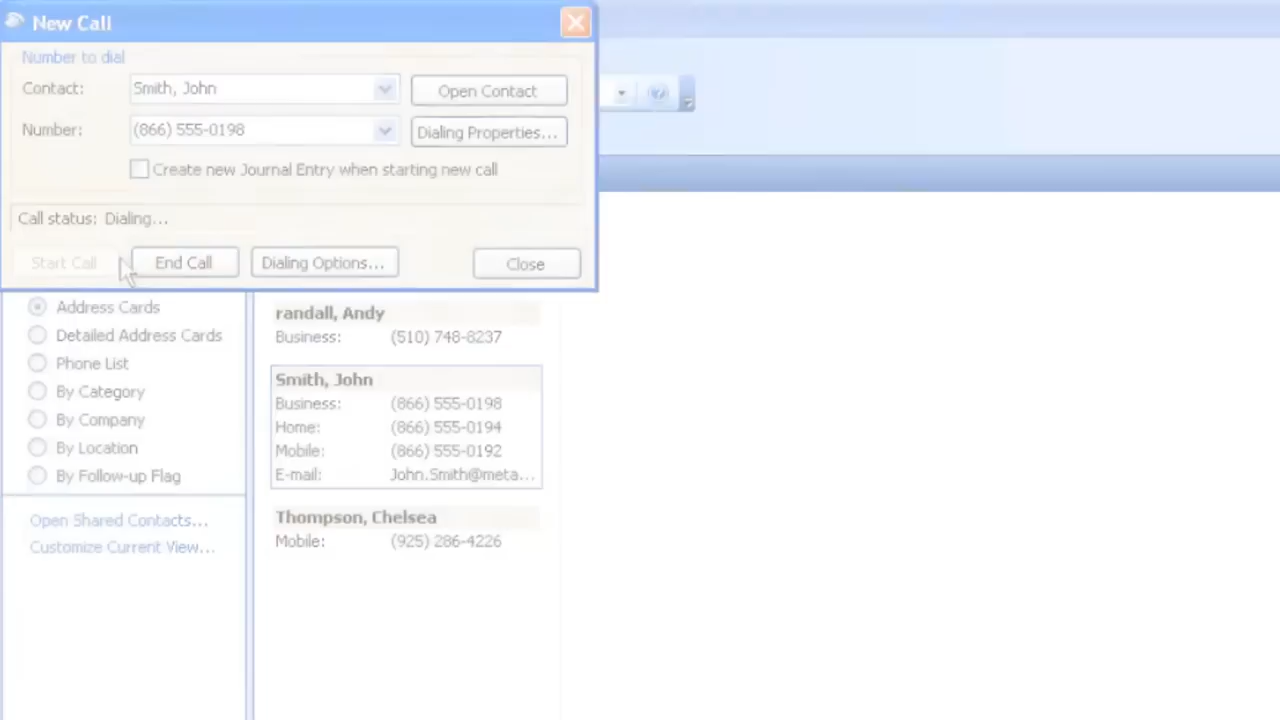 New Call
Number to dial
Contact: Smith, John Open Contact
Number: (866) 555-0198 Dialing Properties...
Create new Journal Entry when starting new call
Call status: Dialing...
Start Call End Call Dialing Options... Close
Address Cards
Detailed Address Cards
Phone List
By Category
By Company
By Location
By Follow-up Flag
Open Shared Contacts...
Customize Current View...
randall, Andy
Business: (510) 748-8237
Smith, John
Business: (866) 555-0198
Home: (866) 555-0194
Mobile: (866) 555-0192
E-mail: John.Smith@meta...
Thompson, Chelsea
Mobile: (925) 286-4226